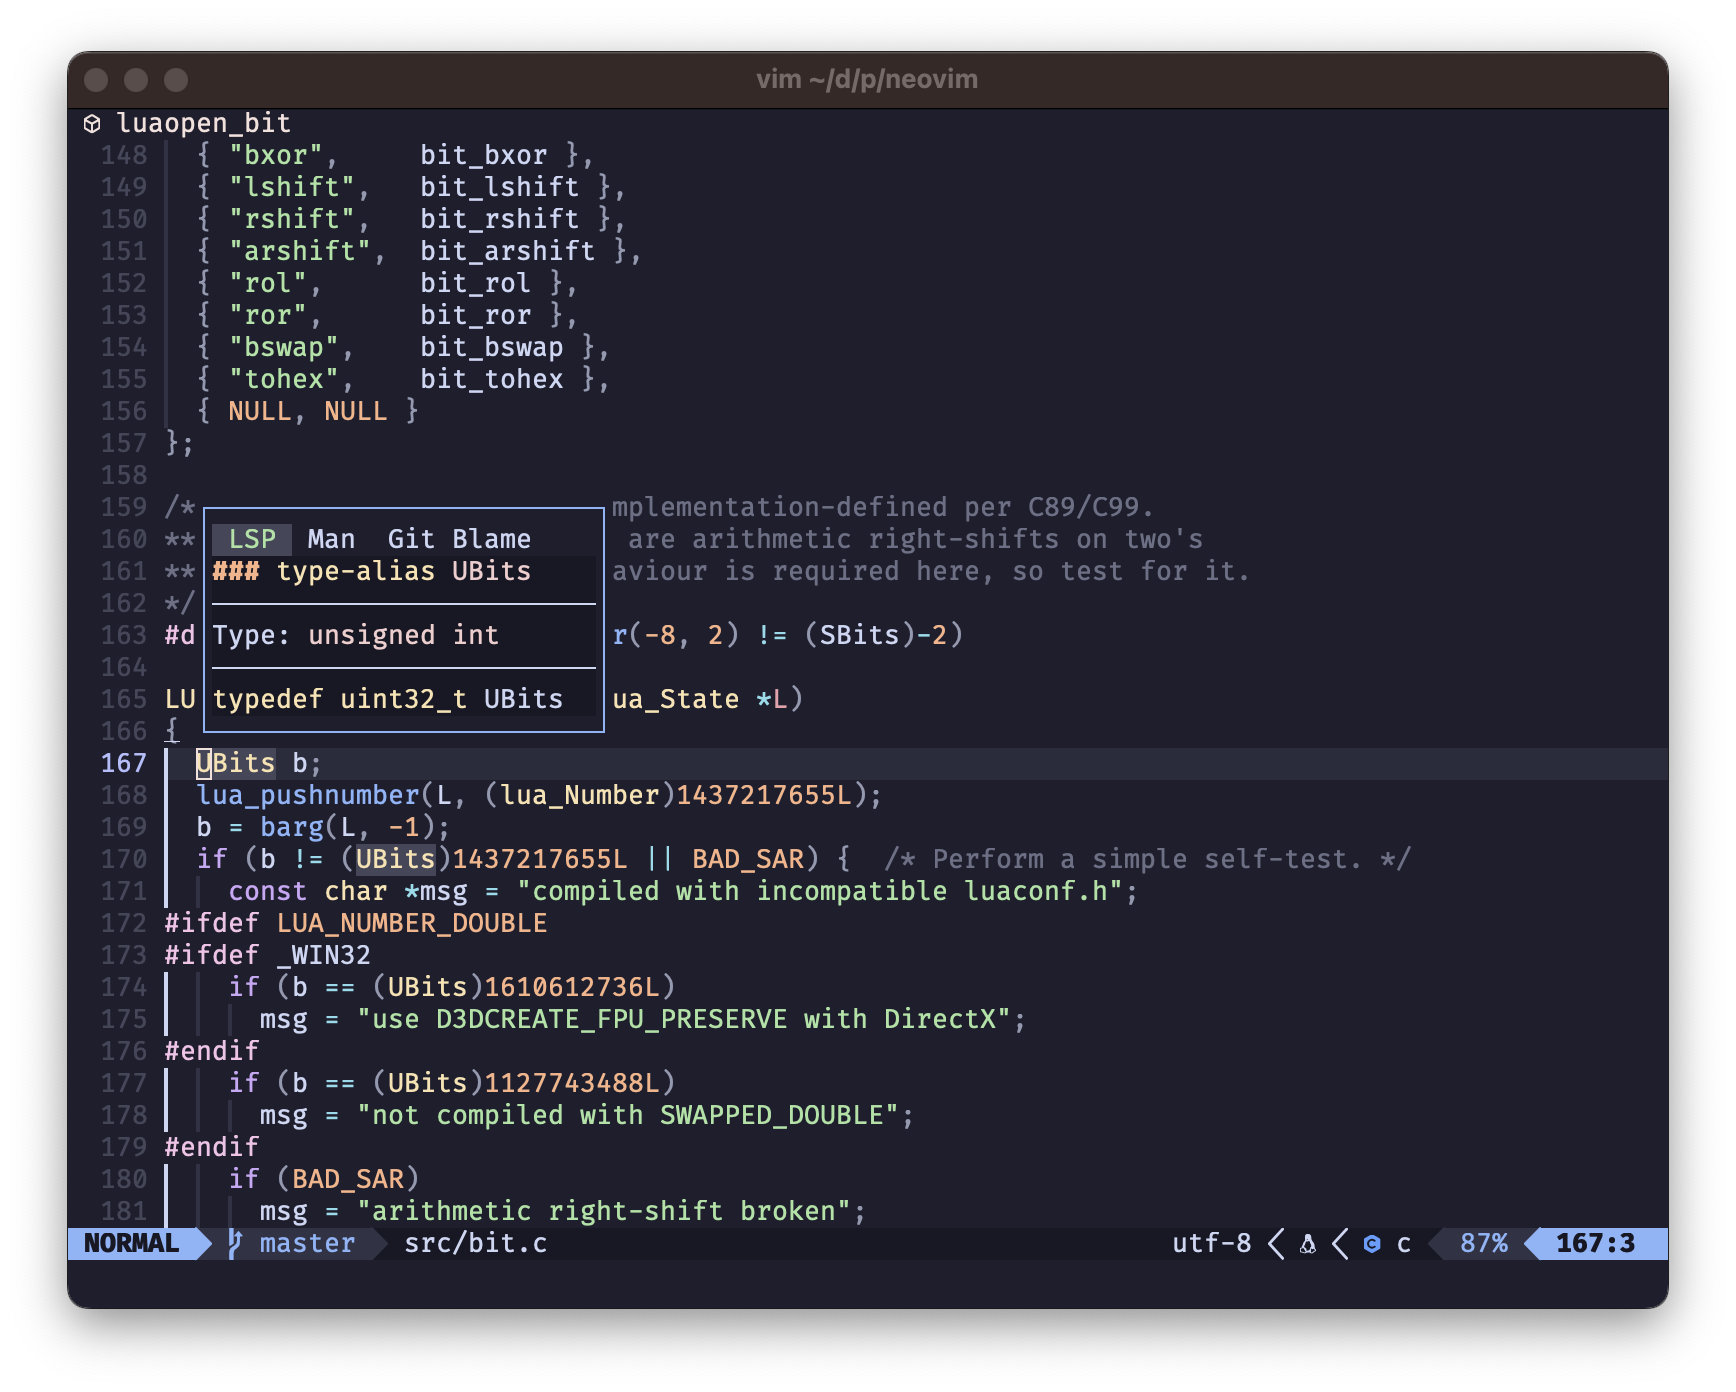 vim ~/d/p/neovim
luaopen_bit
148 { "bxor", bit_bxor },
149 { "lshift", bit_lshift },
150 { "rshift", bit_rshift },
151 { "arshift", bit_arshift },
152 { "rol", bit_rol },
153 { "ror", bit_ror },
154 { "bswap", bit_bswap },
155 { "tohex", bit_tohex },
156 { NULL, NULL }
157 };
158
159 /* mplementation-defined per C89/C99.
160 ** LSP Man Git Blame are arithmetic right-shifts on two's
161 ** ### type-alias UBits aviour is required here, so test for it.
162 */
163 #d Type: unsigned int r(-8, 2) != (SBits)-2)
164
165 LU typedef uint32_t UBits ua_State *L)
166 {
167 UBits b;
168 lua_pushnumber(L, (lua_Number)1437217655L);
169 b = barg(L, -1);
170 if (b != (UBits)1437217655L || BAD_SAR) { /* Perform a simple self-test. */
171 const char *msg = "compiled with incompatible luaconf.h";
172 #ifdef LUA_NUMBER_DOUBLE
173 #ifdef _WIN32
174 if (b == (UBits)1610612736L)
175 msg = "use D3DCREATE_FPU_PRESERVE with DirectX";
176 #endif
177 if (b == (UBits)1127743488L)
178 msg = "not compiled with SWAPPED_DOUBLE";
179 #endif
180 if (BAD_SAR)
181 msg = "arithmetic right-shift broken";
NORMAL master src/bit.c utf-8 c 87% 167:3